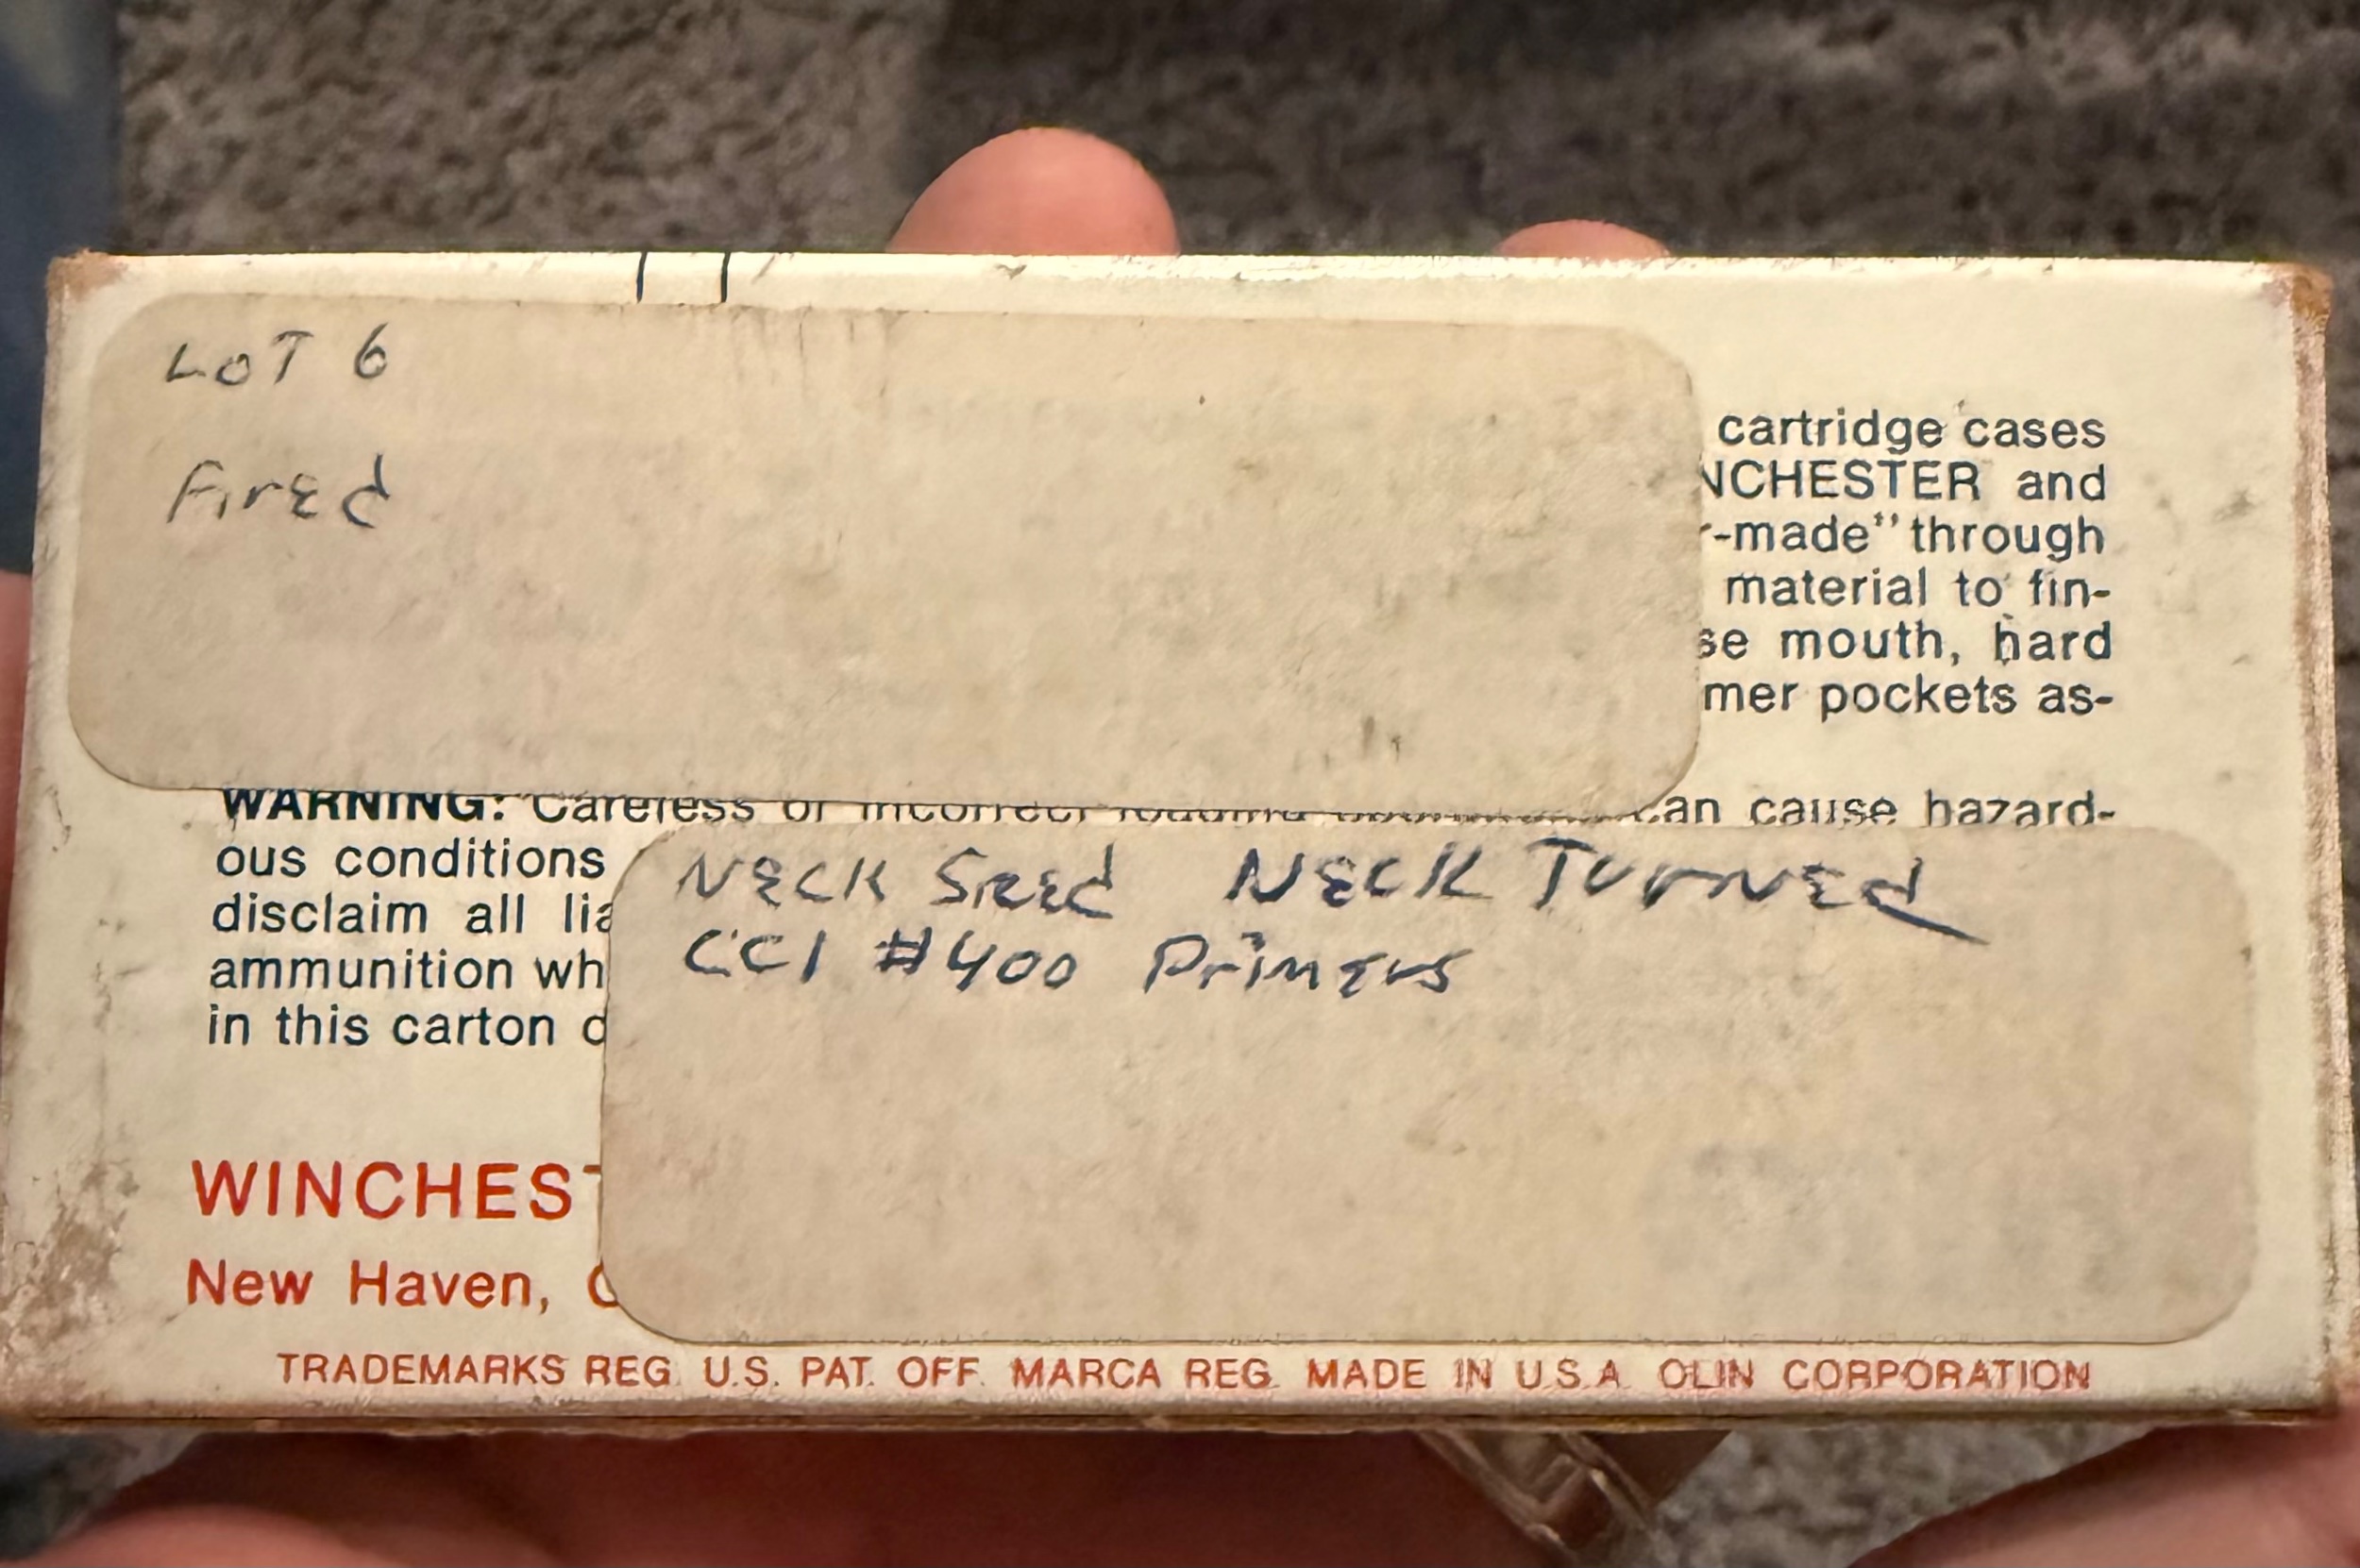 LOT 6
Fired
cartridge cases
NCHESTER and
-made" through
material to fin-
se mouth, hard
mer pockets as-
WARNING: Careless or incorrect loading can cause hazard-
ous conditions
disclaim all lia
ammunition wh
in this carton
NECK Sized NECK Turned
CCI #400 Primers
WINCHEST
New Haven, C
TRADEMARKS REG. U.S. PAT. OFF. MARCA REG. MADE IN U.S.A. OLIN CORPORATION